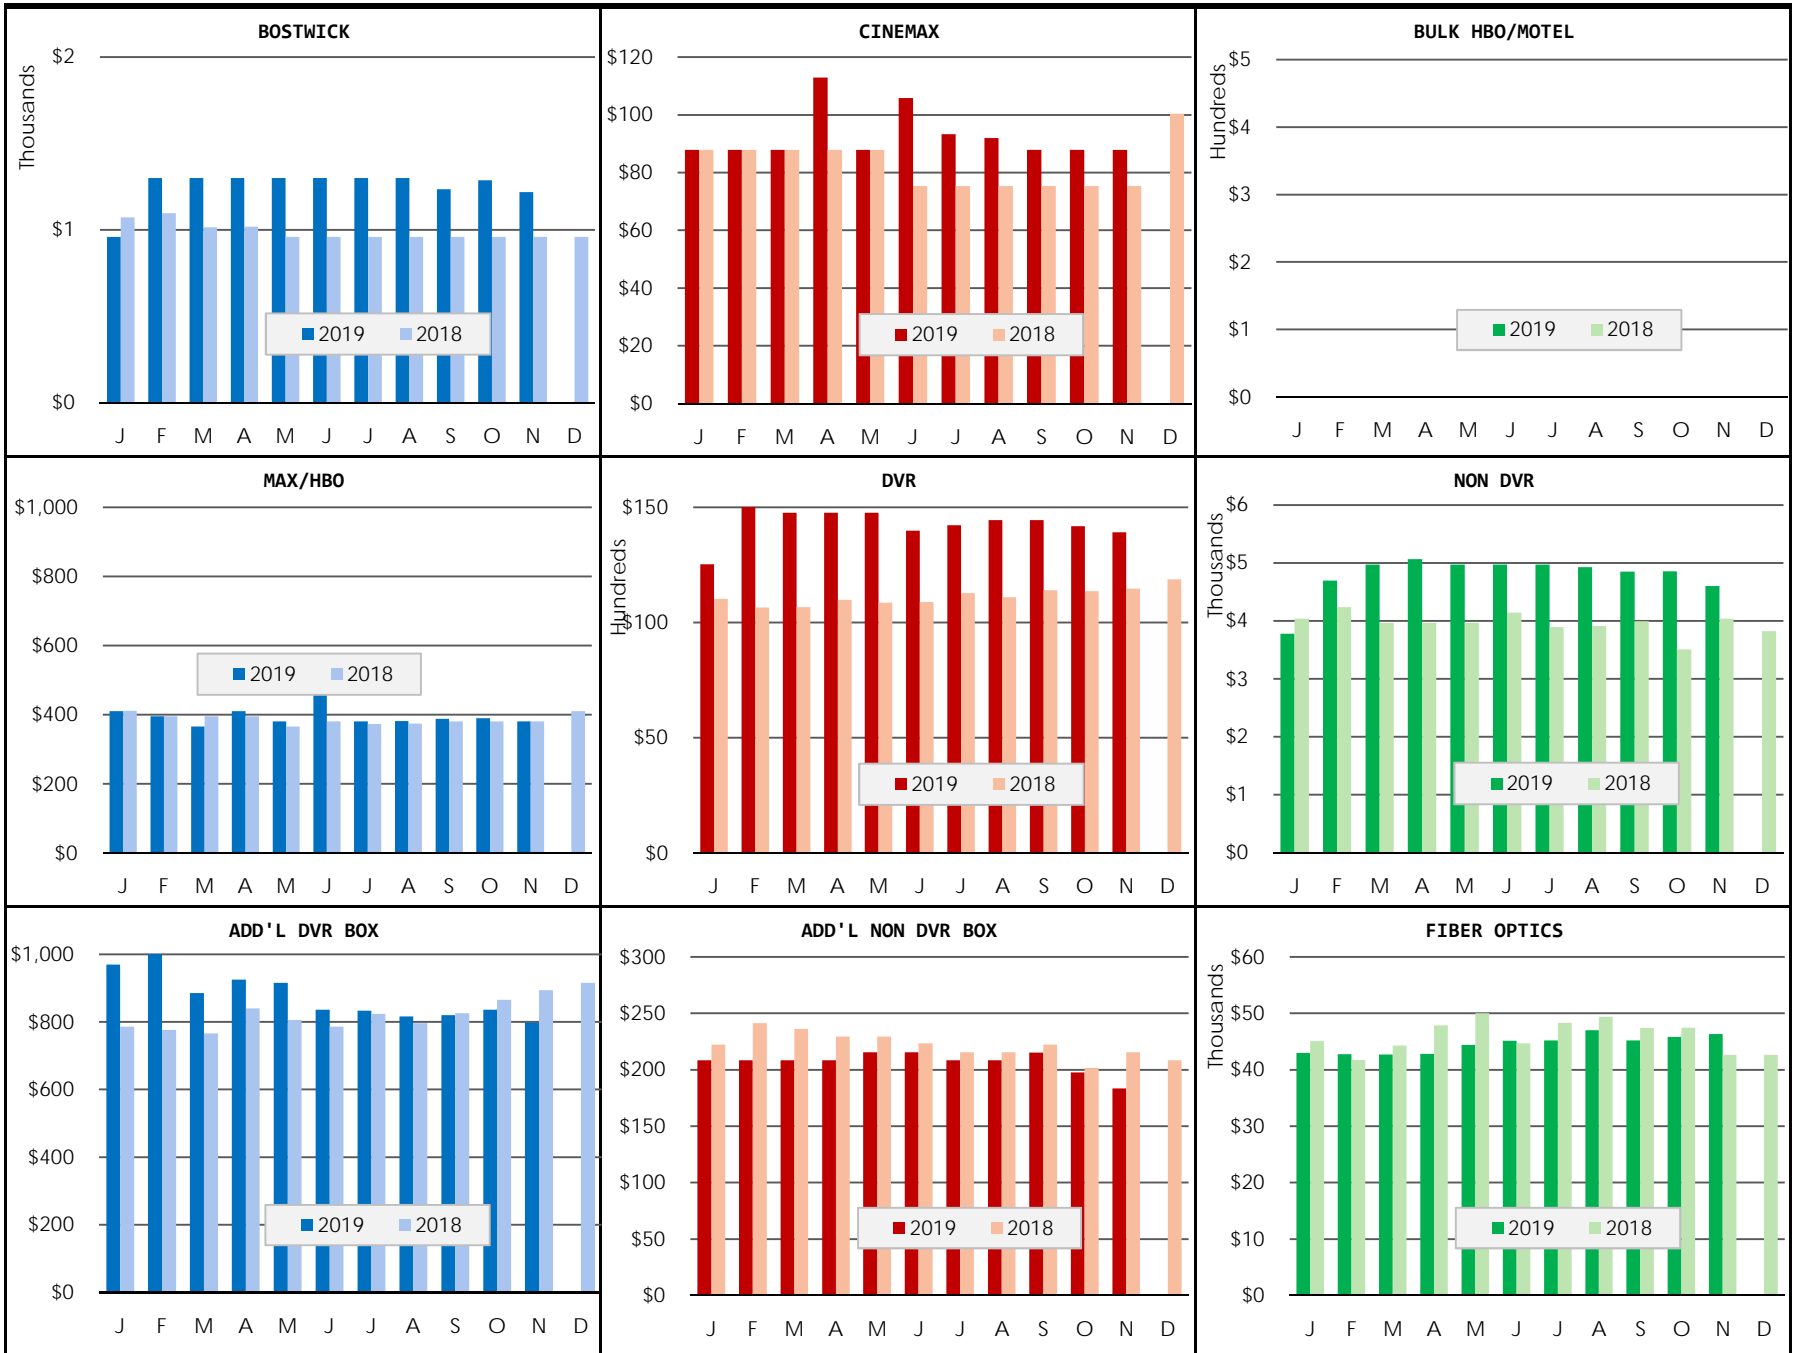 BOSTWICK
$2
Thousands
$1
$0
2019 2018
J F M A M J J A S O N D
CINEMAX
$120
$100
$80
$60
$40
$20
$0
2019 2018
J F M A M J J A S O N D
BULK HBO/MOTEL
$5
Hundreds
$4
$3
$2
$1
$0
2019 2018
J F M A M J J A S O N D
MAX/HBO
$1,000
$800
$600
$400
$200
$0
2019 2018
J F M A M J J A S O N D
DVR
$150
Hundreds
$100
$50
$0
2019 2018
J F M A M J J A S O N D
NON DVR
$6
Thousands
$5
$4
$3
$2
$1
$0
2019 2018
J F M A M J J A S O N D
ADD'L DVR BOX
$1,000
$800
$600
$400
$200
$0
2019 2018
J F M A M J J A S O N D
ADD'L NON DVR BOX
$300
$250
$200
$150
$100
$50
$0
2019 2018
J F M A M J J A S O N D
FIBER OPTICS
$60
Thousands
$50
$40
$30
$20
$10
$0
2019 2018
J F M A M J J A S O N D